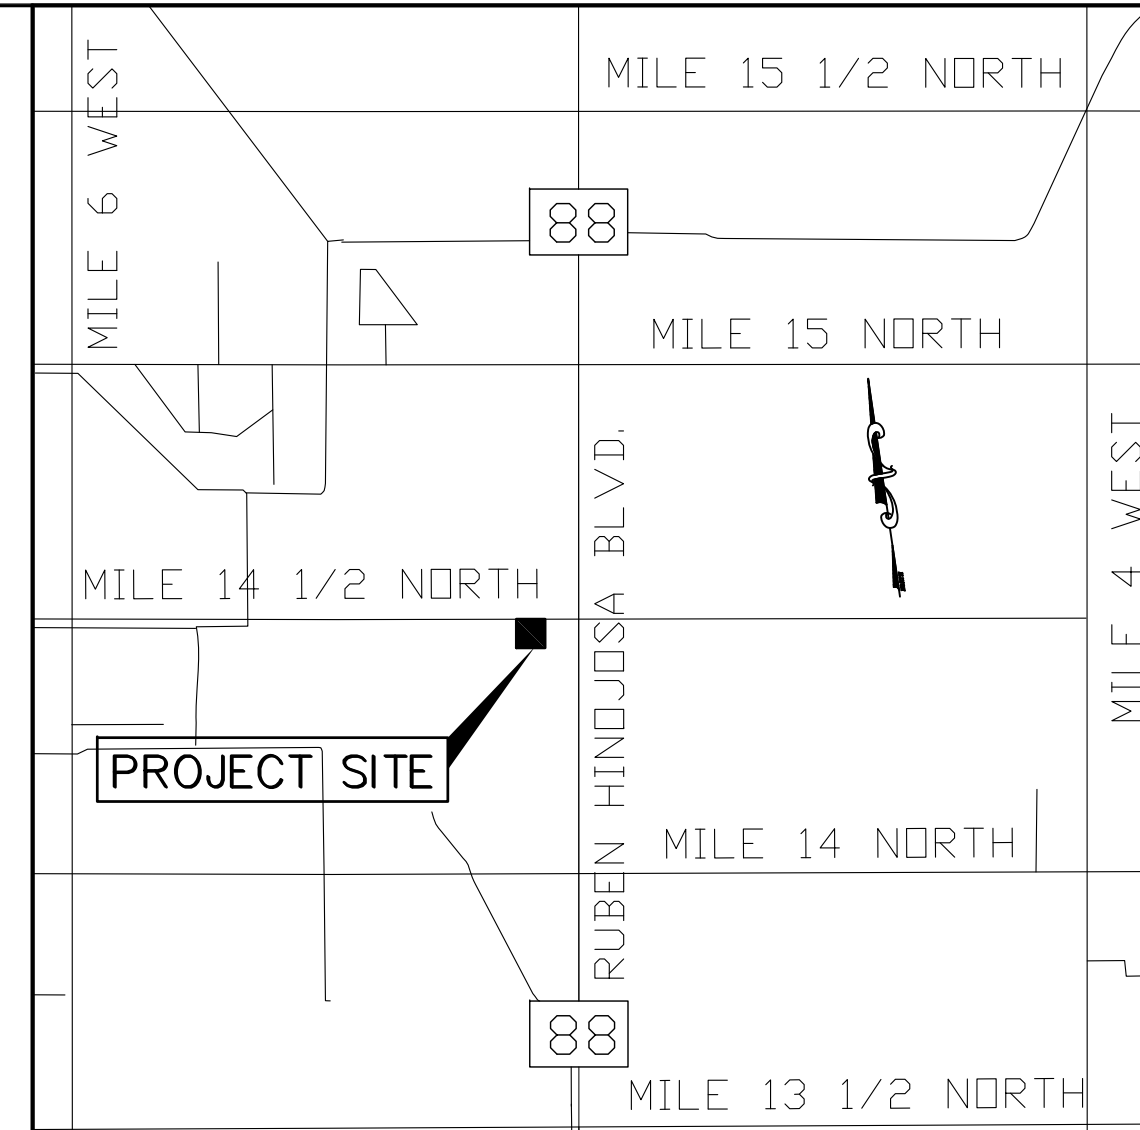 MILE 15 1/2 NORTH
MILE 6 WEST
88
MILE 15 NORTH
RUBEN HINOJOSA BLVD.
MILE 4 WEST
MILE 14 1/2 NORTH
PROJECT SITE
MILE 14 NORTH
88
MILE 13 1/2 NORTH